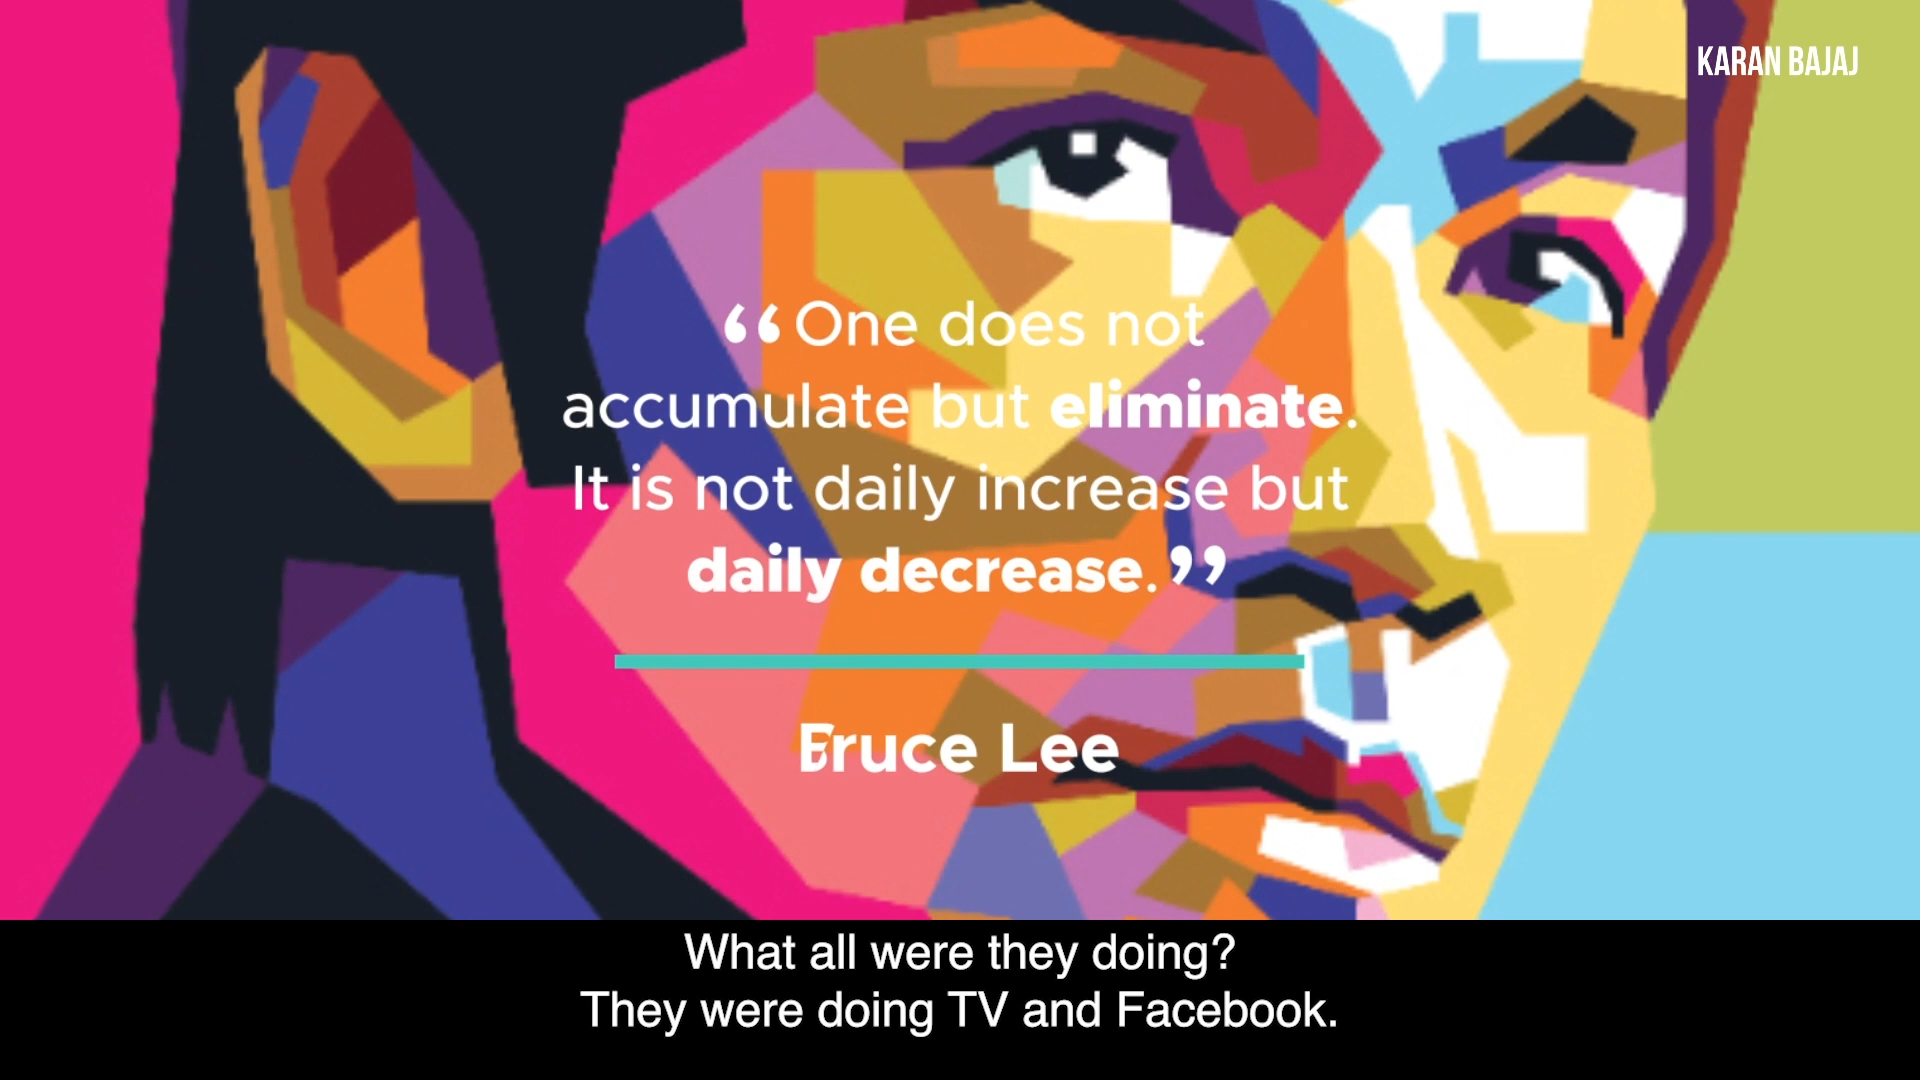 KARAN BAJAJ
“One does not
accumulate but eliminate.
It is not daily increase but
daily decrease.”
Bruce Lee
What all were they doing?
They were doing TV and Facebook.